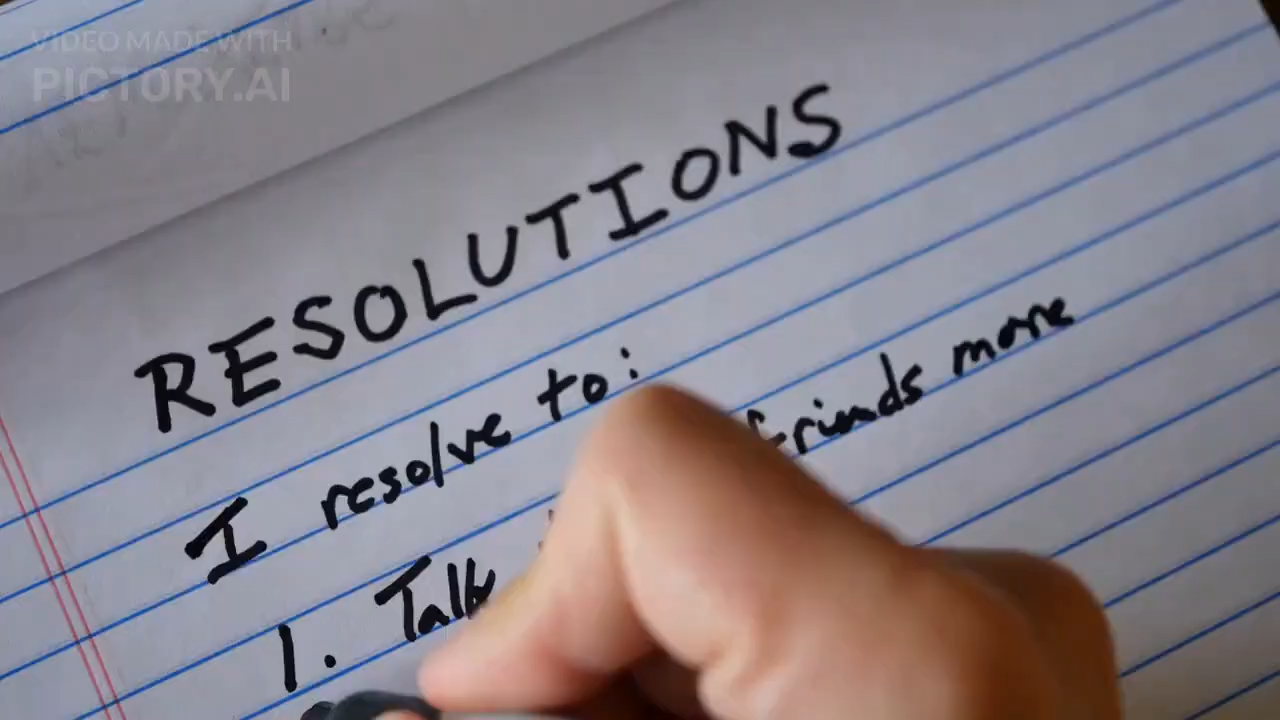 VIDEO MADE WITH
PICTORY.AI
RESOLUTIONS
I resolve to:
1. Talk friends more